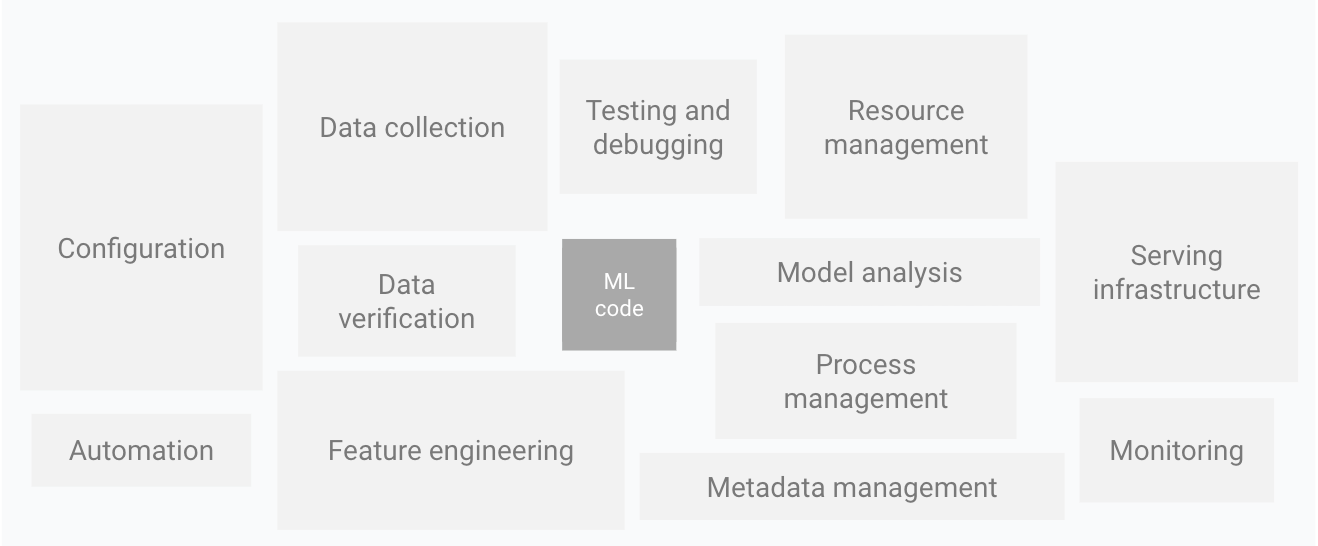 Data collection
Testing and
debugging
Resource
management
Configuration
Data
verification
ML
code
Model analysis
Serving
infrastructure
Process
management
Automation
Feature engineering
Metadata management
Monitoring